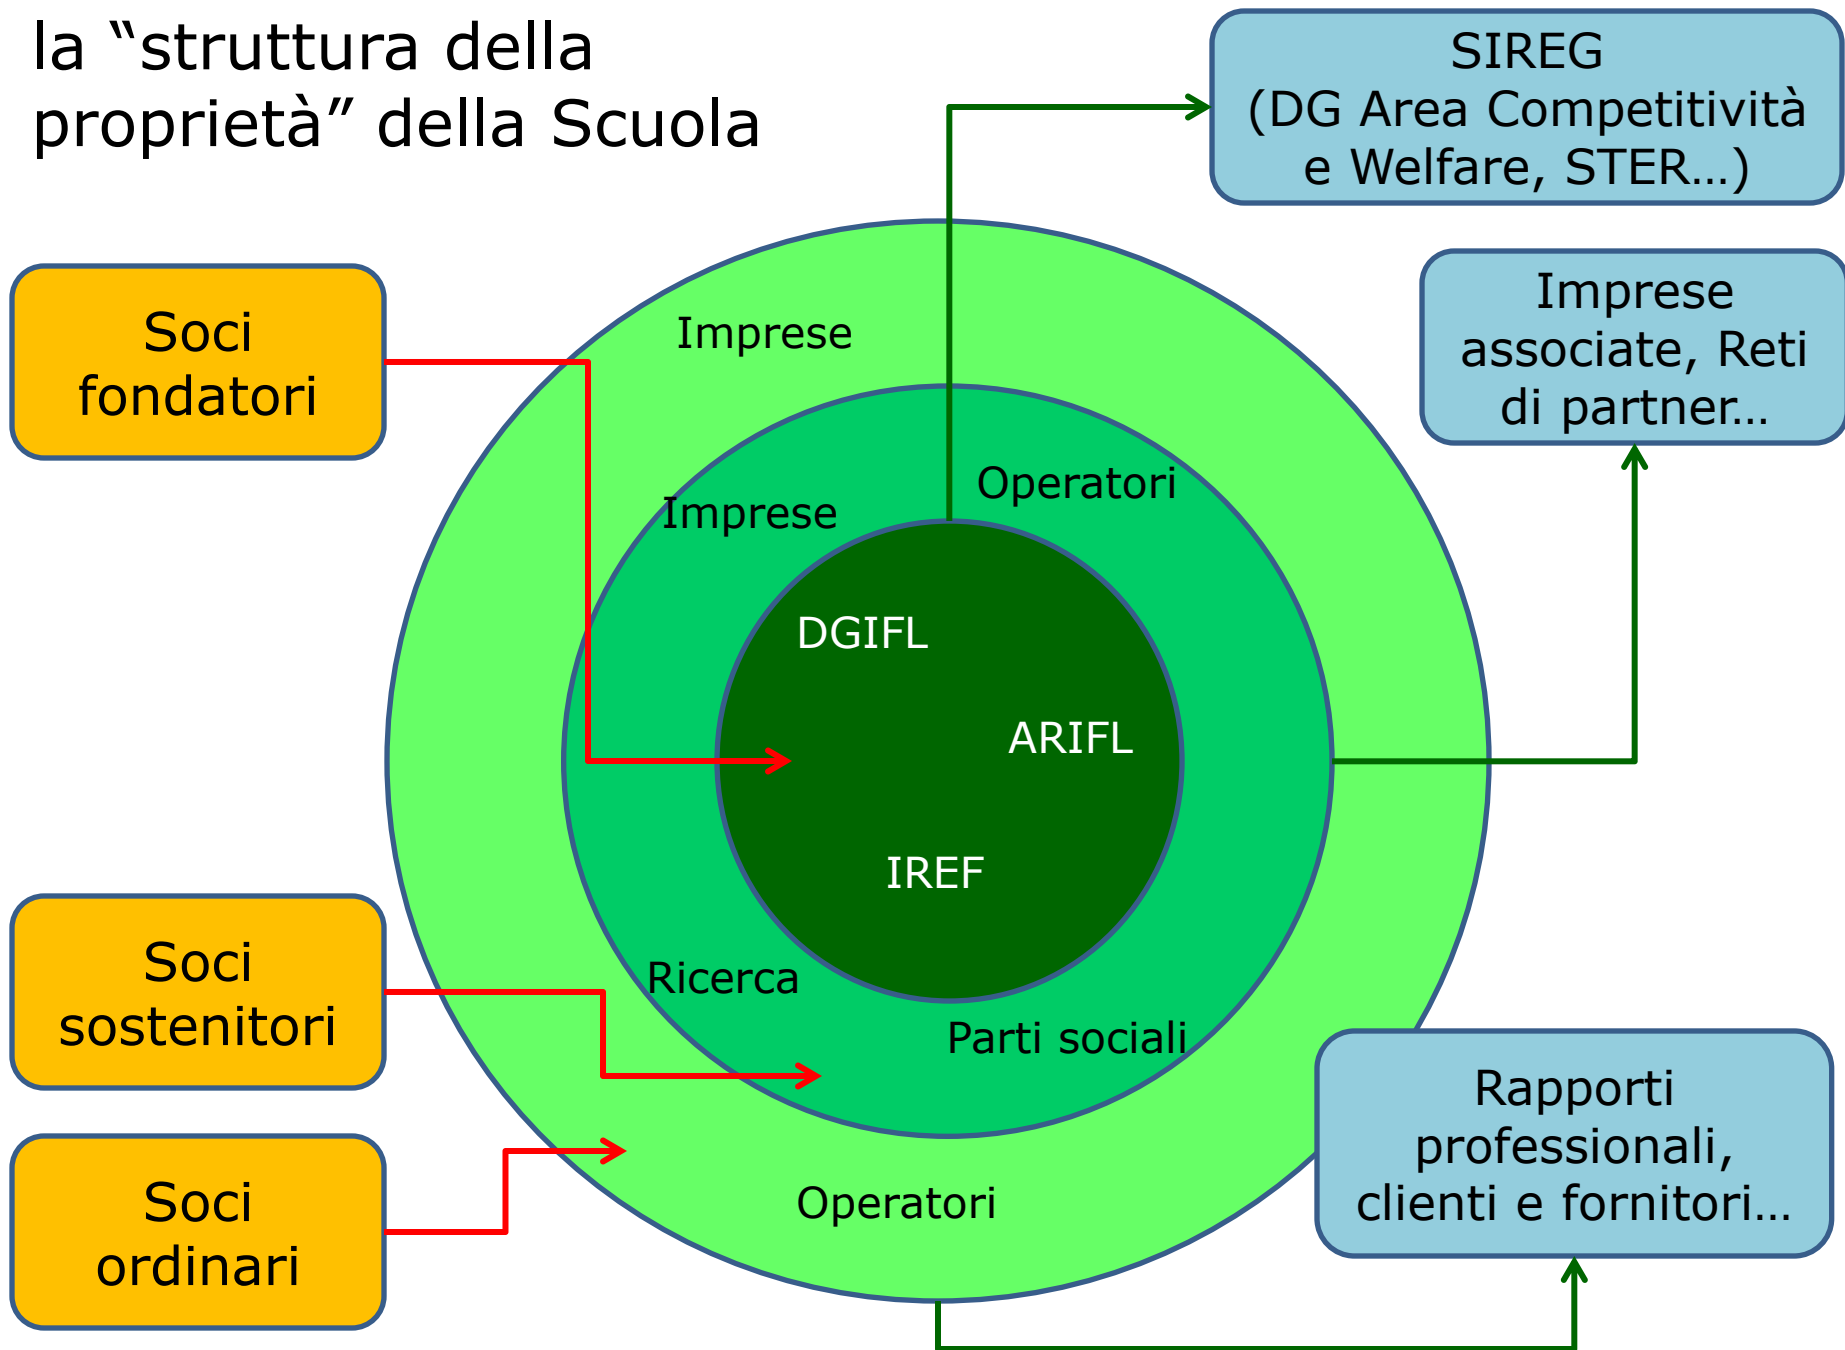 la “struttura della
proprietà” della Scuola
SIREG
(DG Area Competitività
e Welfare, STER…)
Soci
fondatori
Imprese
Imprese
associate, Reti
di partner…
Operatori
Imprese
DGIFL
ARIFL
IREF
Soci
sostenitori
Ricerca
Parti sociali
Rapporti
professionali,
clienti e fornitori…
Soci
ordinari
Operatori